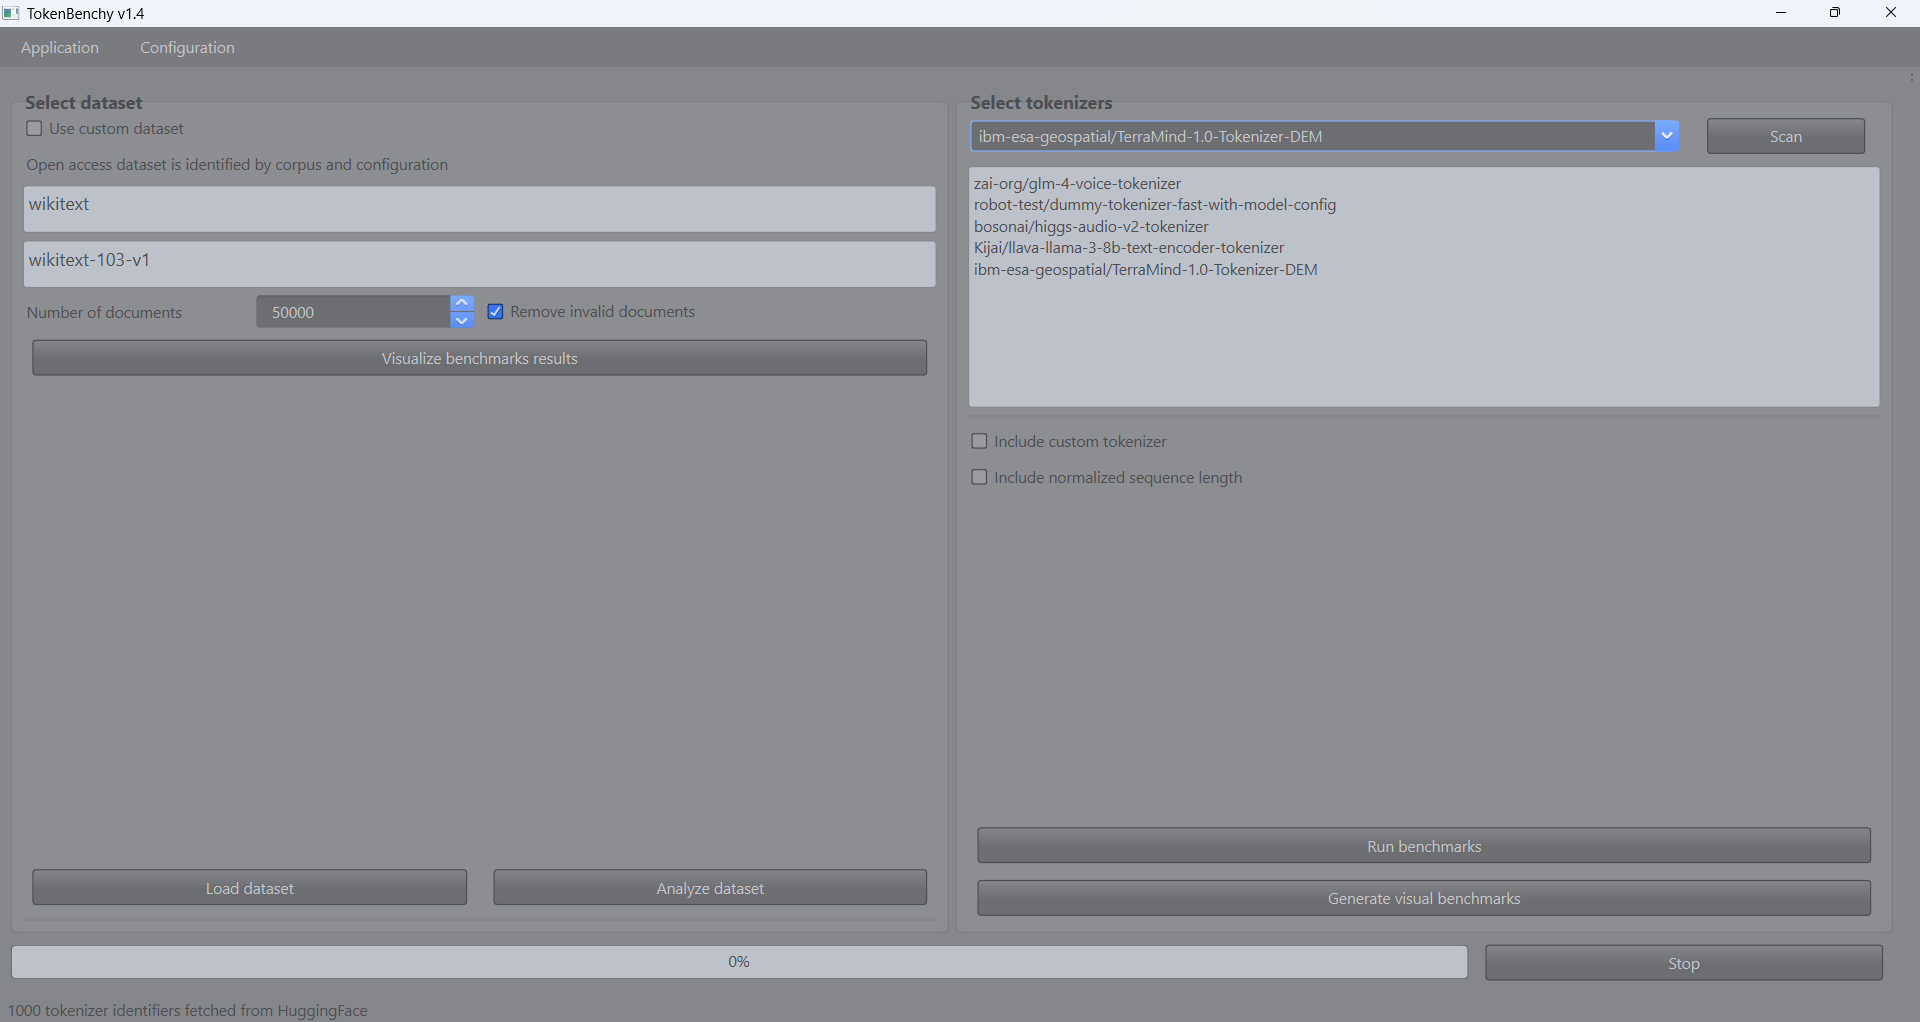 TokenBenchy v1.4
Application Configuration
Select dataset
Use custom dataset
Open access dataset is identified by corpus and configuration
wikitext
wikitext-103-v1
Number of documents 50000 Remove invalid documents
Visualize benchmarks results
Load dataset Analyze dataset
Select tokenizers
ibm-esa-geospatial/TerraMind-1.0-Tokenizer-DEM Scan
zai-org/glm-4-voice-tokenizer
robot-test/dummy-tokenizer-fast-with-model-config
bosonai/higgs-audio-v2-tokenizer
Kijai/llava-llama-3-8b-text-encoder-tokenizer
ibm-esa-geospatial/TerraMind-1.0-Tokenizer-DEM
Include custom tokenizer
Include normalized sequence length
Run benchmarks
Generate visual benchmarks
0% Stop
1000 tokenizer identifiers fetched from HuggingFace